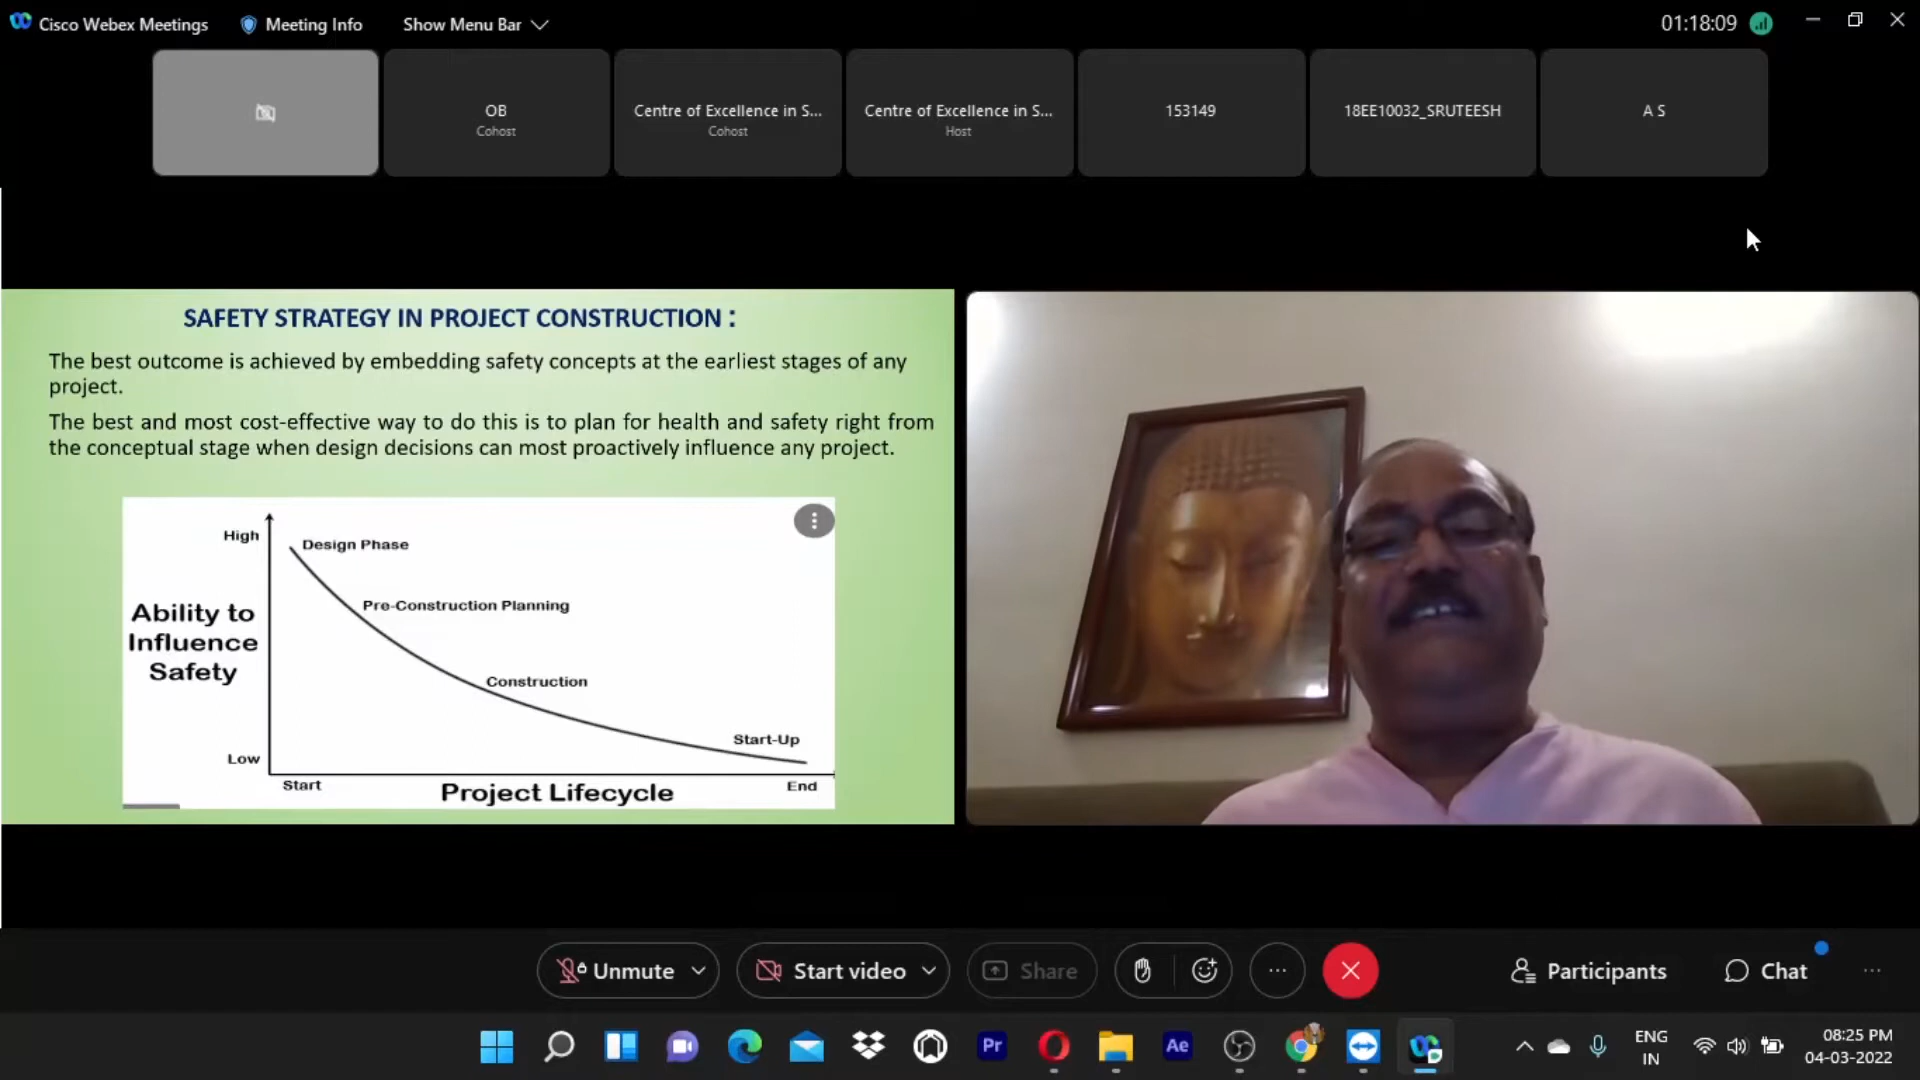 Cisco Webex Meetings
Meeting Info
Show Menu Bar
01:18:09
OB
Cohost
Centre of Excellence in S...
Cohost
Centre of Excellence in S...
Host
153149
18EE10032_SRUTEESH
A S
SAFETY STRATEGY IN PROJECT CONSTRUCTION :
The best outcome is achieved by embedding safety concepts at the earliest stages of any
project.
The best and most cost-effective way to do this is to plan for health and safety right from
the conceptual stage when design decisions can most proactively influence any project.
High
Design Phase
Ability to
Influence
Safety
Pre-Construction Planning
Construction
Start-Up
Low
Start
Project Lifecycle
End
Unmute
Start video
Share
Participants
Chat
Pr
Ae
ENG
IN
08:25 PM
04-03-2022